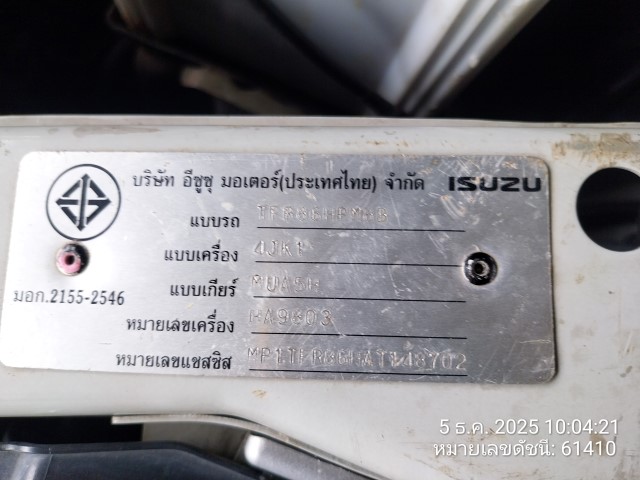 บริษัท อีซูซุ มอเตอร์(ประเทศไทย) จำกัด ISUZU
แบบรถ
แบบเครื่อง 4JK1
แบบเกียร์
มอก.2155-2546
หมายเลขเครื่อง
หมายเลขแชสซิส
5 ธ.ค. 2025 10:04:21
หมายเลขดัชนี: 61410